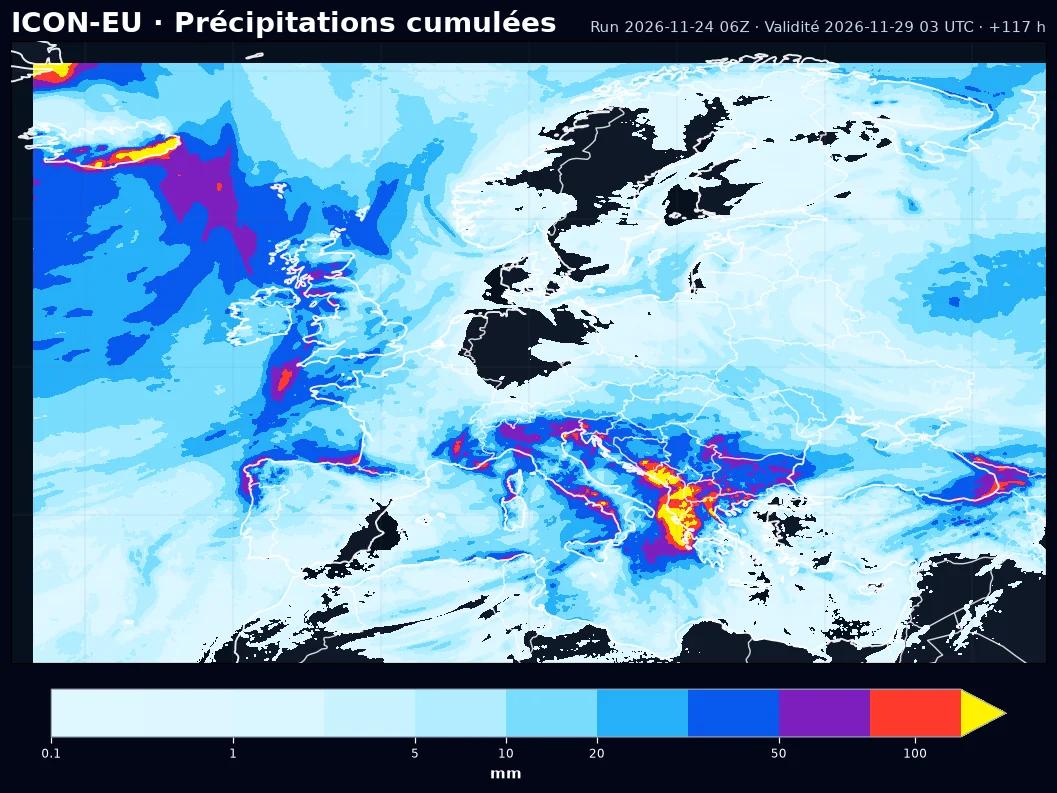 ICON-EU · Précipitations cumulées
Run 2026-11-24 06Z · Validité 2026-11-29 03 UTC · +117 h
0.1 1 5 10 20 50 100
mm